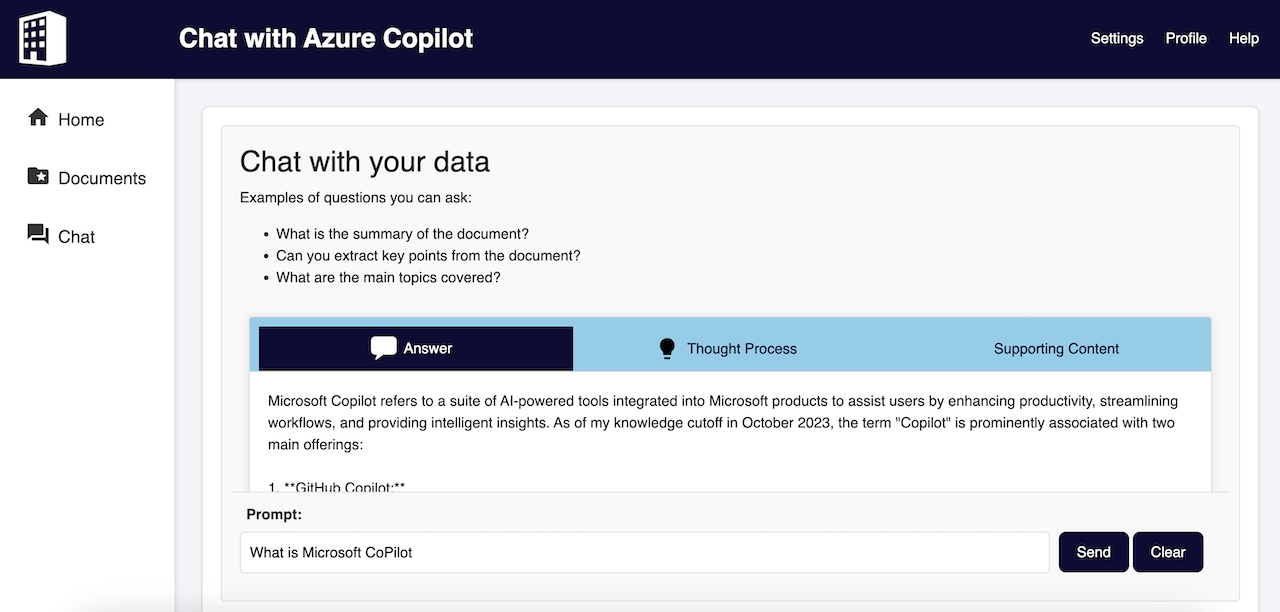 Chat with Azure Copilot
Settings Profile Help
Home
Documents
Chat
Chat with your data
Examples of questions you can ask:
• What is the summary of the document?
• Can you extract key points from the document?
• What are the main topics covered?
Answer Thought Process Supporting Content
Microsoft Copilot refers to a suite of AI-powered tools integrated into Microsoft products to assist users by enhancing productivity, streamlining
workflows, and providing intelligent insights. As of my knowledge cutoff in October 2023, the term "Copilot" is prominently associated with two
main offerings:
1. **GitHub Copilot:**
Prompt:
What is Microsoft CoPilot
Send Clear